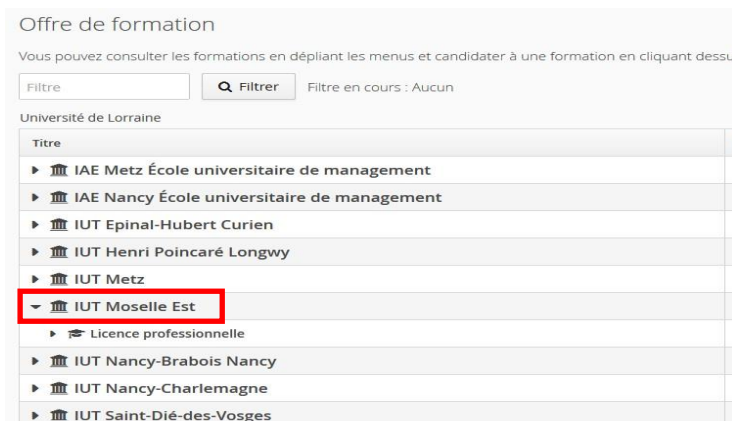 Offre de formation
Vous pouvez consulter les formations en dépliant les menus et candidater à une formation en cliquant
Filtre Filtrer Filtre en cours : Aucun
Université de Lorraine
Titre
IAE Metz École universitaire de management
IAE Nancy École universitaire de management
IUT Epinal-Hubert Curien
IUT Henri Poincaré Longwy
IUT Metz
IUT Moselle Est
Licence professionnelle
IUT Nancy-Brabois Nancy
IUT Nancy-Charlemagne
IUT Saint-Dié-des-Vosges